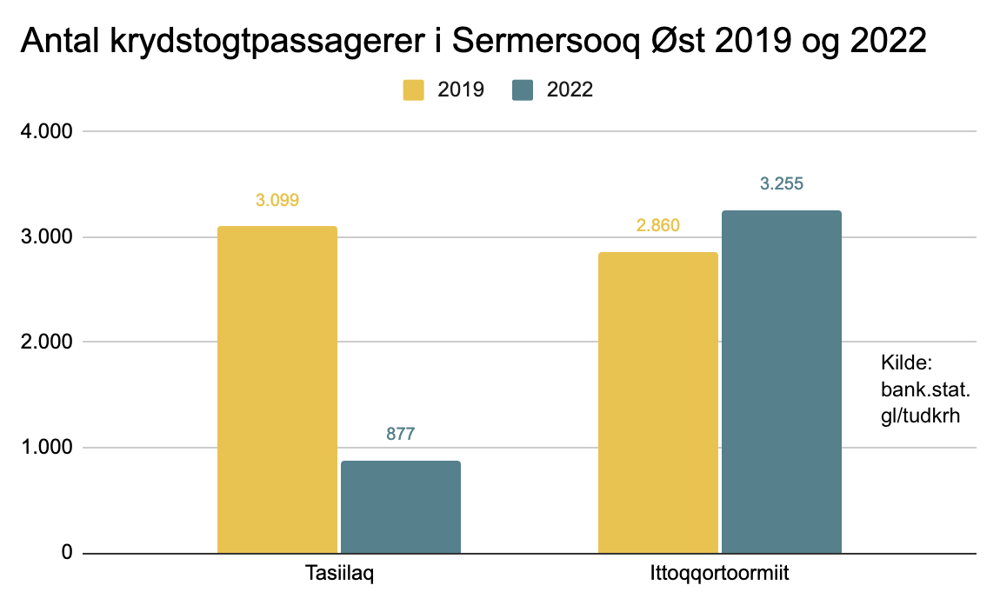 Antal krydstogtpassagerer i Sermersooq Øst 2019 og 2022
2019 2022
4.000
3.000
2.000
1.000
0
3.099
877
2.860
3.255
Tasiilaq
Ittoqqortoormiit
Kilde:
bank.stat.
gl/tudkrh